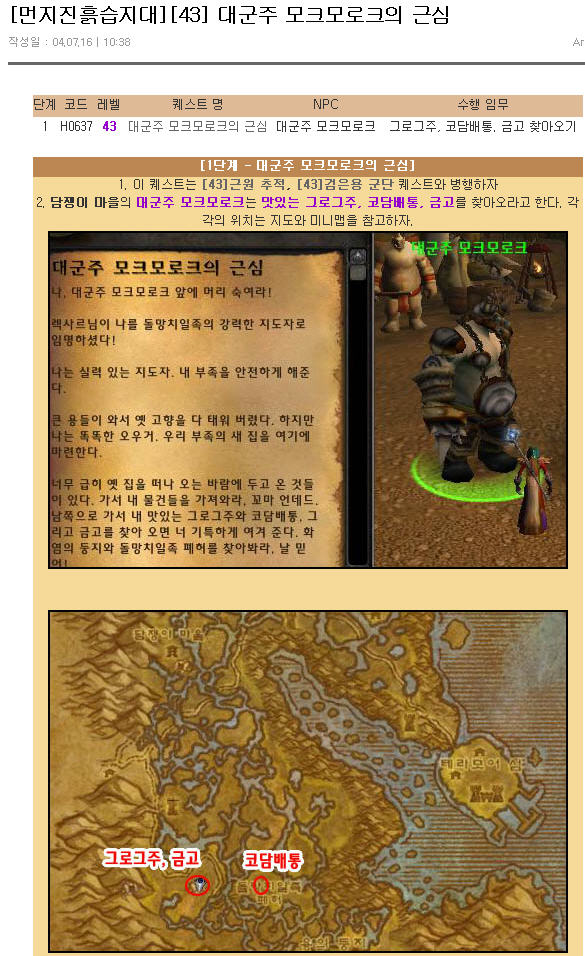 [먼지진흙습지대][43] 대군주 모크모로크의 근심
작성일 : 04.07.16 | 10:38
Ar
단계 코드 레벨 퀘스트 명 NPC 수행 임무
1 H0637 43 대군주 모크모로크의 근심 대군주 모크모로크 그로그주, 코담배통, 금고 찾아오기
[1단계 - 대군주 모크모로크의 근심]
1. 이 퀘스트는 [43]근원 추적, [43]검은용 군단 퀘스트와 병행하자
2. 담쟁이 마을의 대군주 모크모로크는 맛있는 그로그주, 코담배통, 금고를 찾아오라고 한다. 각
각의 위치는 지도와 미니맵을 참고하자.
대군주 모크모로크의 근심
나, 대군주 모크모로크 앞에 머리 숙여라!
렉사르님이 나를 돌망치일족의 강력한 지도자로
임명하셨다!
나는 실력 있는 지도자. 내 부족을 안전하게 해준
다.
큰 용들이 와서 옛 고향을 다 태워 버렸다. 하지만
나는 똑똑한 오우거. 우리 부족의 새 집을 여기에
마련한다.
너무 급히 옛 집을 떠나 오는 바람에 두고 온 것들
이 있다. 가서 내 물건들을 가져와라, 꼬마 언데드.
남쪽으로 가서 내 맛있는 그로그주와 코담배통, 그
리고 금고를 찾아 오면 너 기특하게 여겨 준다. 화
염의 둥지와 돌망치일족 폐허를 찾아봐라, 날 믿
어!
대군주 모크모로크
담쟁이 마을
테라모어 섬
그로그주, 금고
코담배통
폐허
용의 둥지